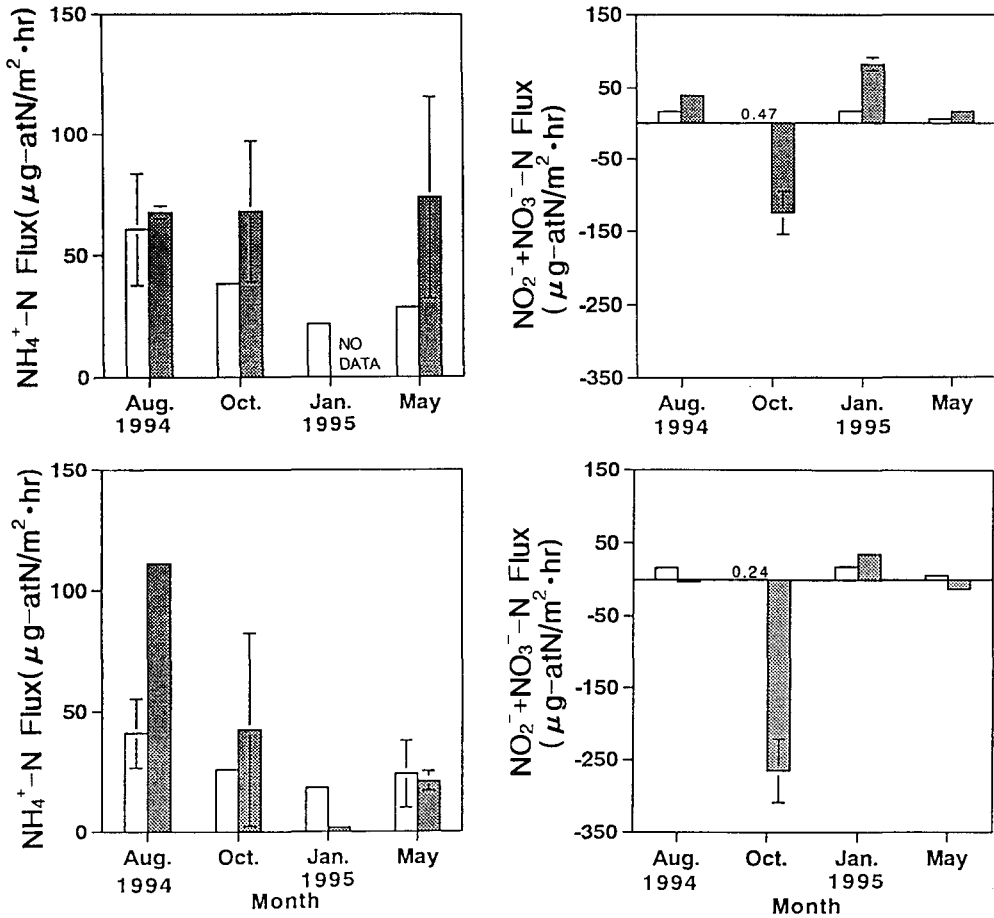 NH₄⁺–N Flux(μg–atN/m²•hr)
150
100
50
0
NO
DATA
Aug. Oct. Jan. May
1994 1995
NO₂⁻+NO₃⁻–N Flux
(μg–atN/m²•hr)
150
50
-50
-150
-250
-350
0.47
Aug. Oct. Jan. May
1994 1995
NH₄⁺–N Flux(μg–atN/m²•hr)
150
100
50
0
Aug. Oct. Jan. May
1994 1995
Month
NO₂⁻+NO₃⁻–N Flux
(μg–atN/m²•hr)
150
50
-50
-150
-250
-350
0.24
Aug. Oct. Jan. May
1994 1995
Month